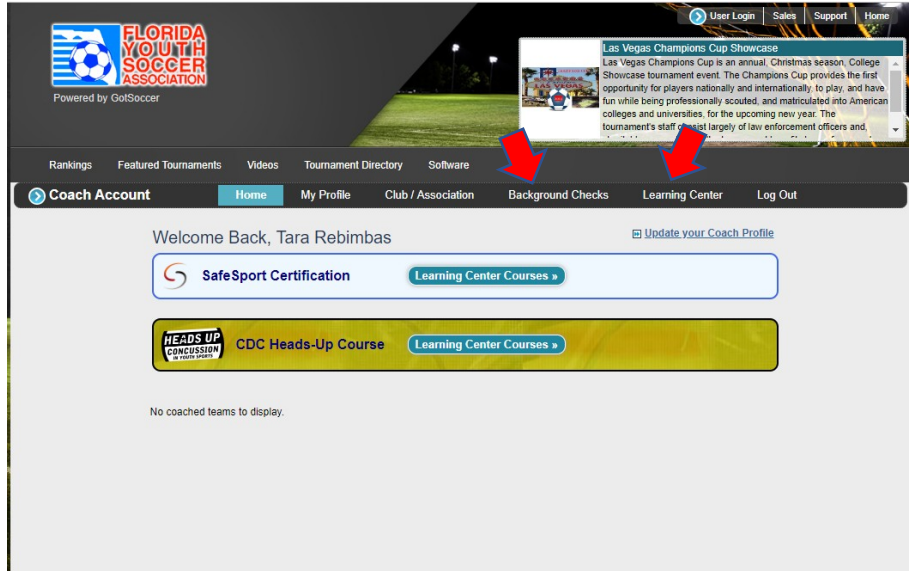 FLORIDA
YOUTH
SOCCER
ASSOCIATION
Powered by GotSoccer
User Login Sales Support Home
Las Vegas Champions Cup Showcase
Las Vegas Champions Cup is an annual, Christmas season, College
Showcase tournament event. The Champions Cup provides the first
opportunity for players nationally and internationally, to play, and have
fun while being professionally scouted, and matriculated into American
colleges and universities, for the upcoming new year. The
tournament's staff consist largely of law enforcement officers and,
LAS VEGAS
Rankings Featured Tournaments Videos Tournament Directory Software
Coach Account Home My Profile Club / Association Background Checks Learning Center Log Out
Welcome Back, Tara Rebimbas
Update your Coach Profile
SafeSport Certification Learning Center Courses »
HEADS UP
CONCUSSION
IN YOUTH SPORTS
CDC Heads-Up Course Learning Center Courses »
No coached teams to display.